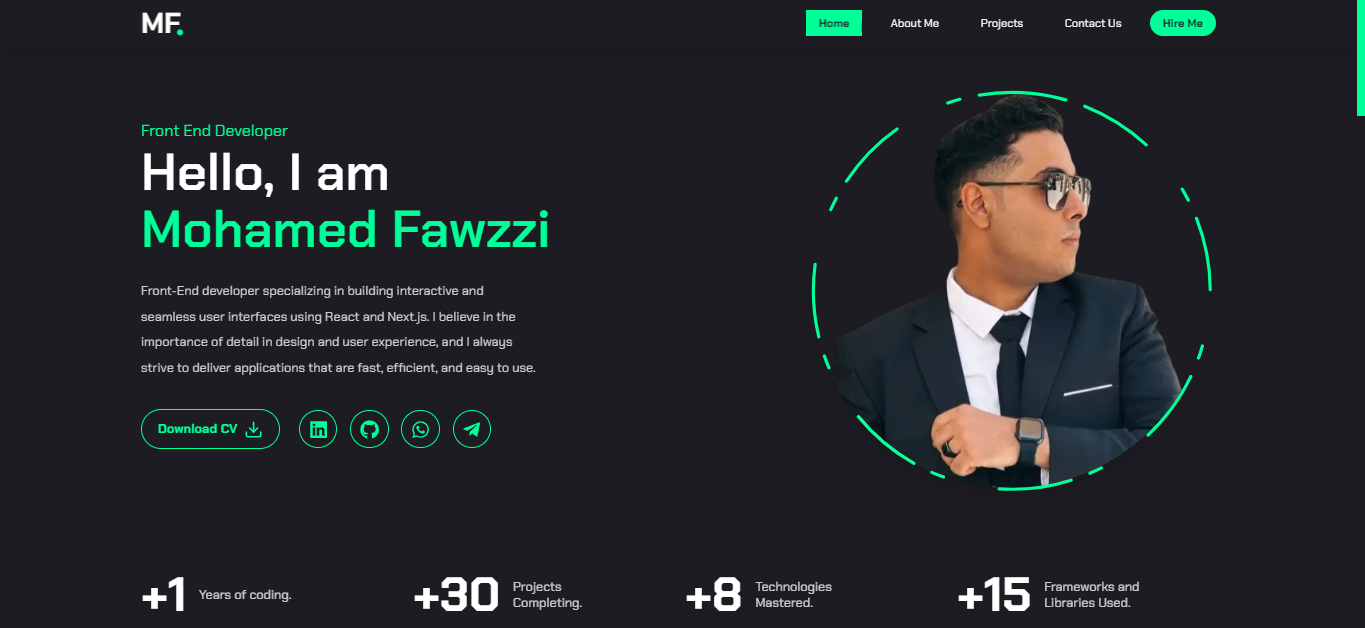 MF.
Home
About Me
Projects
Contact Us
Hire Me
Front End Developer
Hello, I am
Mohamed Fawzzi
Front-End developer specializing in building interactive and
seamless user interfaces using React and Next.js. I believe in the
importance of detail in design and user experience, and I always
strive to deliver applications that are fast, efficient, and easy to use.
Download CV
in
+1
Years of coding.
+30
Projects
Completing.
+8
Technologies
Mastered.
+15
Frameworks and
Libraries Used.